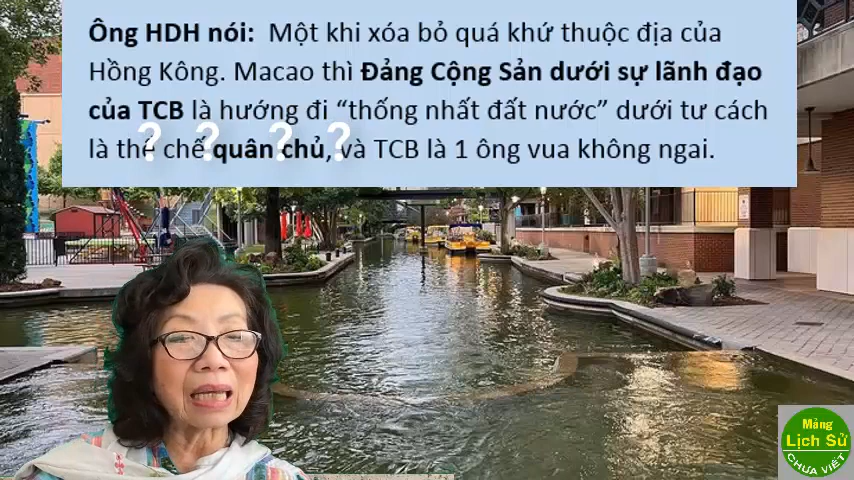 Ông HDH nói: Một khi xóa bỏ quá khứ thuộc địa của
Hồng Kông. Macao thì Đảng Cộng Sản dưới sự lãnh đạo
của TCB là hướng đi “thống nhất đất nước” dưới tư cách
là thể chế quân chủ, và TCB là 1 ông vua không ngai.
? ? ? ?
Mảng
Lịch Sử
CHƯA VIẾT